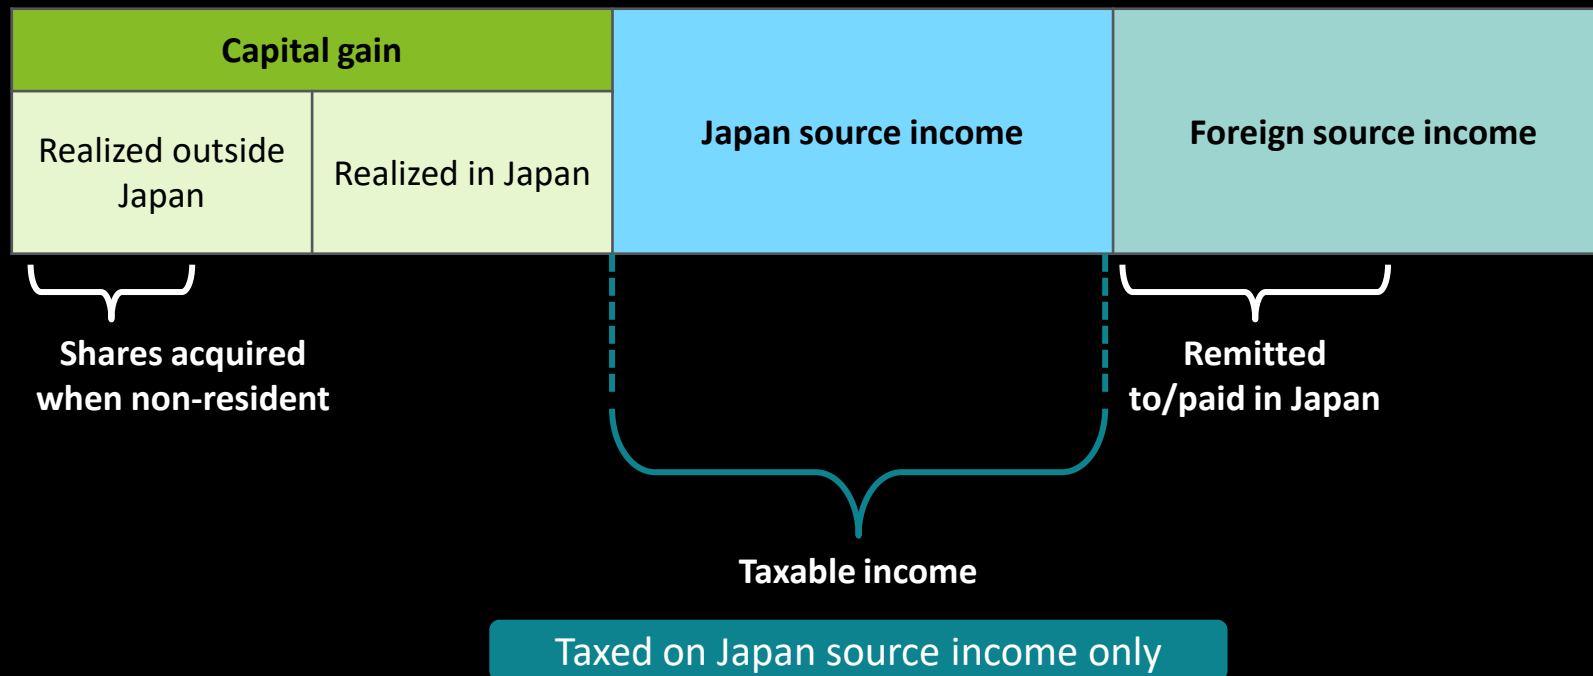 Capital gain
Realized outside
Japan
Realized in Japan
Japan source income
Foreign source income
Shares acquired
when non-resident
Remitted
to/paid in Japan
Taxable income
Taxed on Japan source income only